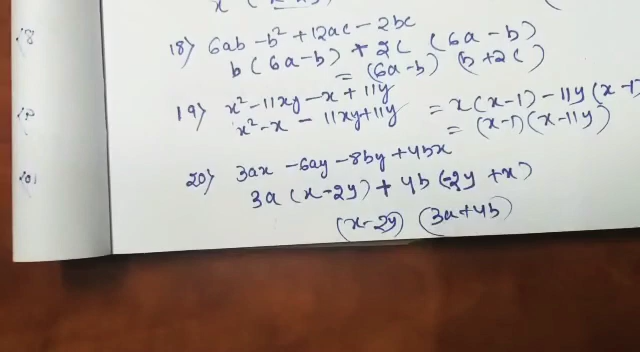 18) 6ab - b² + 12ac - 2bc
b (6a-b) + 2c (6a-b)
= (6a-b) (b+2c)
19) x² - 11xy - x + 11y = x(x-1) - 11y (x-1
x² - x - 11xy + 11y = (x-1) (x-11y)
20) 3ax - 6ay - 8by + 4bx
3a (x-2y) + 4b (-2y + x)
(x-2y) (3a+4b)